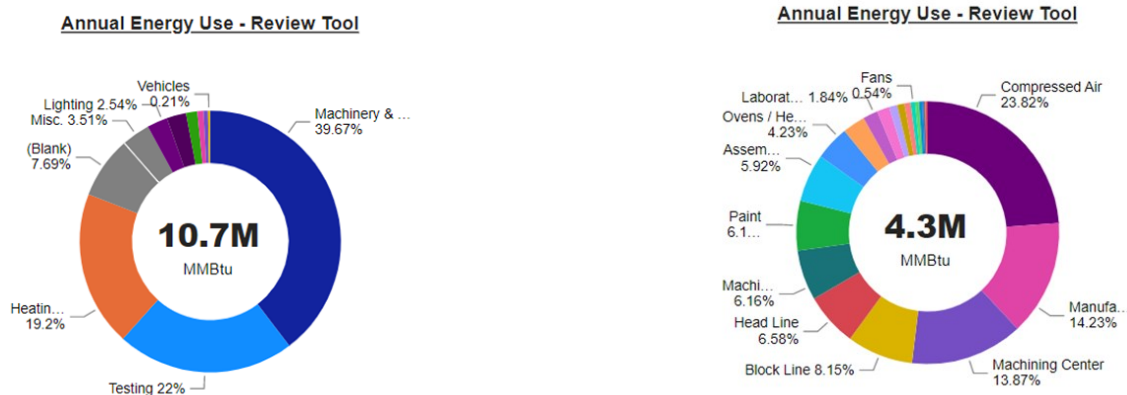 Annual Energy Use - Review Tool
Vehicles
0.21%
Lighting 2.54%
Misc. 3.51%
(Blank)
7.69%
Machinery & ...
39.67%
10.7M
MMBtu
Heatin...
19.2%
Testing 22%
Annual Energy Use - Review Tool
Fans
0.54%
Laborat... 1.84%
Ovens / He...
4.23%
Assem...
5.92%
Compressed Air
23.82%
Paint
6.1...
4.3M
MMBtu
Machi...
6.16%
Manufa...
14.23%
Head Line
6.58%
Block Line 8.15%
Machining Center
13.87%